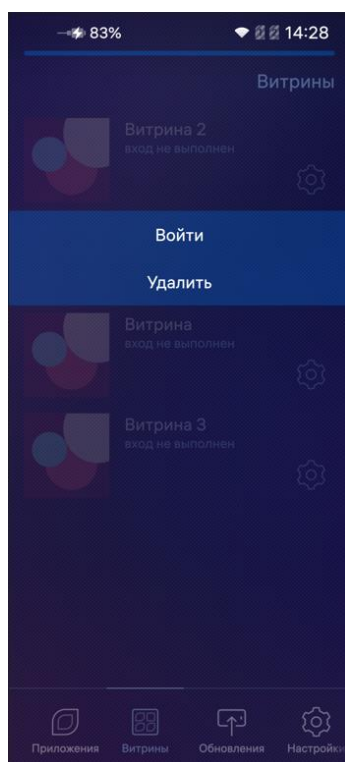 83%
14:28
Витрины
Витрина 2
вход не выполнен
Войти
Удалить
Витрина
вход не выполнен
Витрина 3
вход не выполнен
Приложения
Витрины
Обновления
Настройки